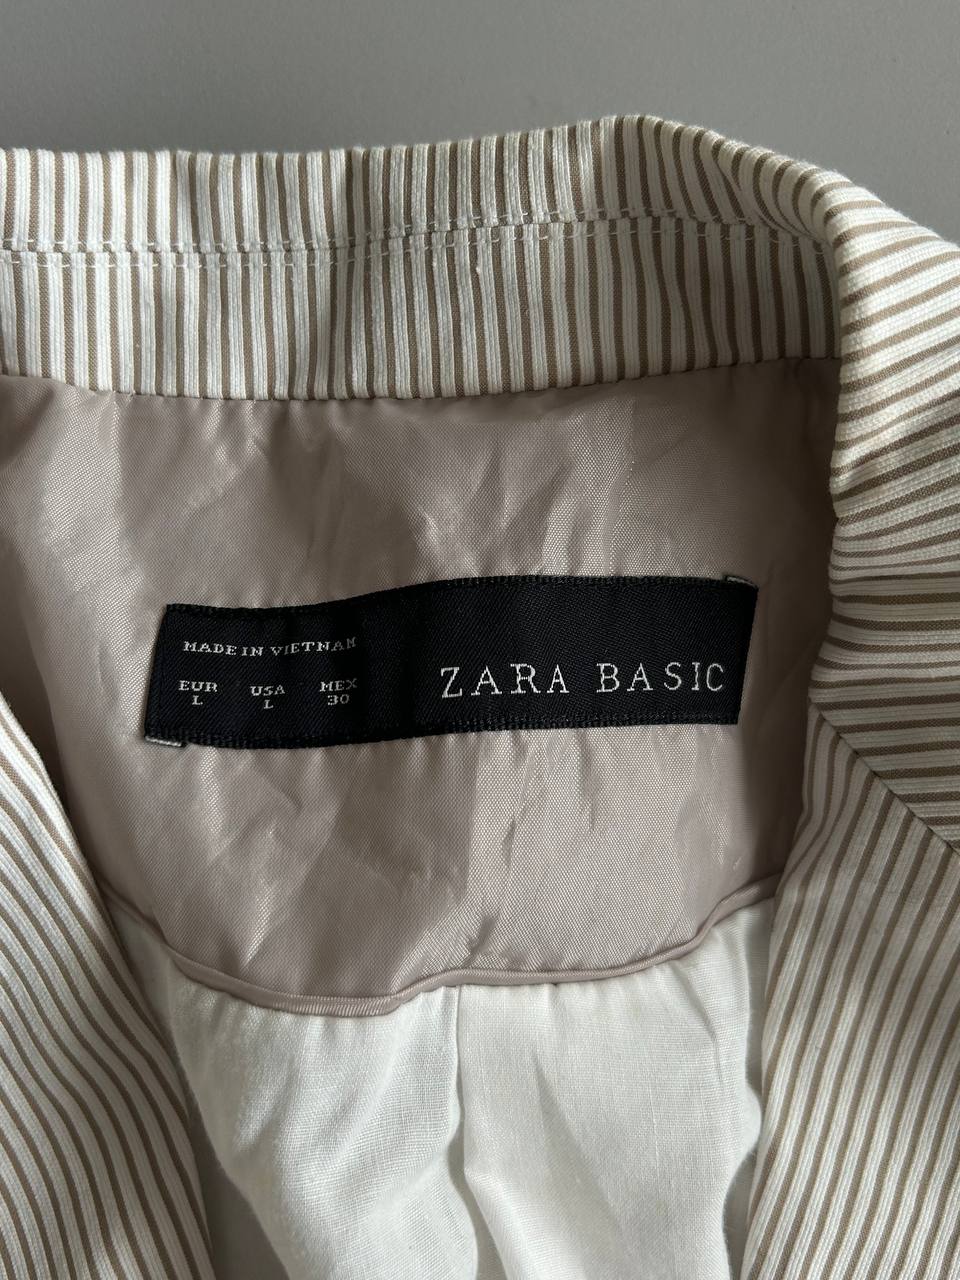 MADE IN VIETNAM
EUR USA MEX
L L 30
ZARA BASIC